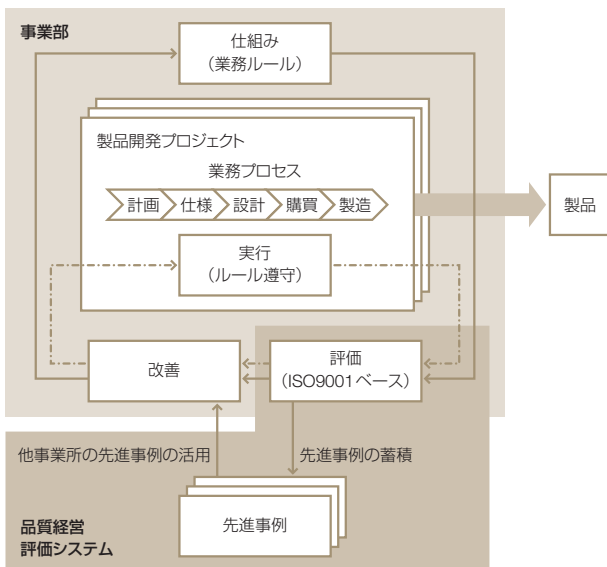 事業部
仕組み
（業務ルール）
製品開発プロジェクト
業務プロセス
計画
仕様
設計
購買
製造
製品
実行
（ルール遵守）
改善
評価
（ISO9001ベース）
他事業所の先進事例の活用
先進事例の蓄積
先進事例
品質経営
評価システム